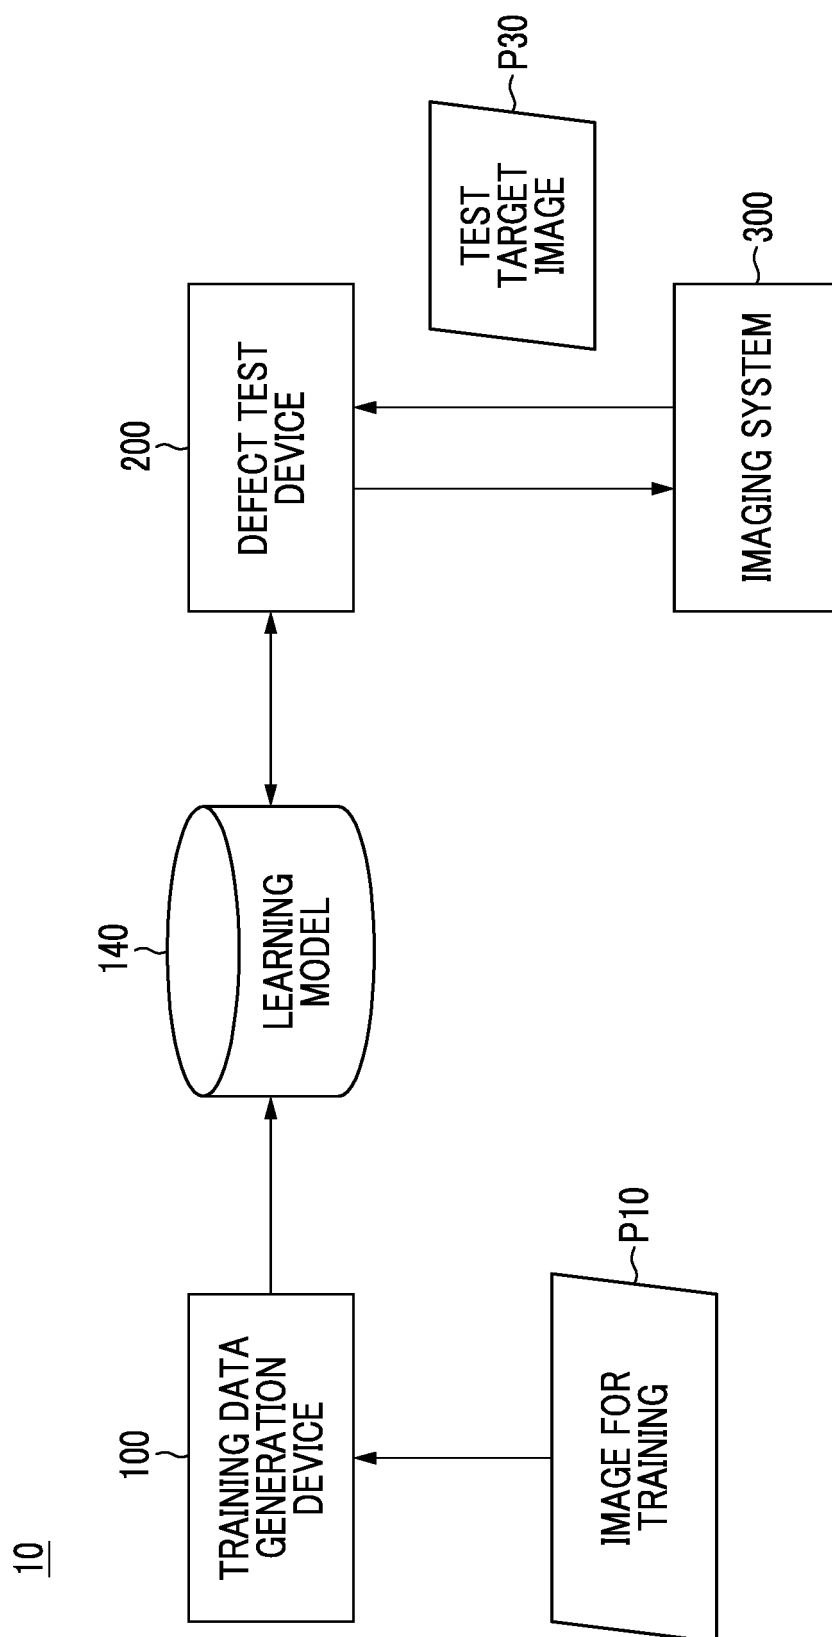 10
100
TRAINING DATA
GENERATION
DEVICE
140
LEARNING
MODEL
200
DEFECT TEST
DEVICE
IMAGE FOR
TRAINING
P10
TEST
TARGET
IMAGE
P30
IMAGING SYSTEM
300